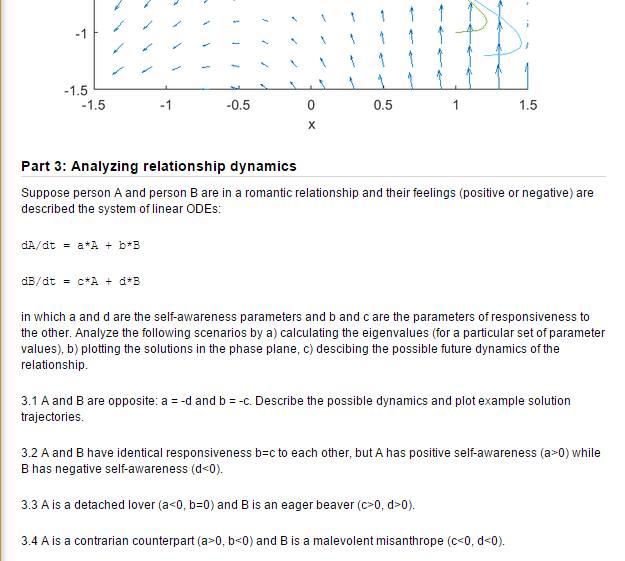 -1
-1.5
-1.5 -1 -0.5 0 0.5 1 1.5
x
Part 3: Analyzing relationship dynamics
Suppose person A and person B are in a romantic relationship and their feelings (positive or negative) are
described the system of linear ODEs:
dA/dt = a*A + b*B
dB/dt = c*A + d*B
in which a and d are the self-awareness parameters and b and c are the parameters of responsiveness to
the other. Analyze the following scenarios by a) calculating the eigenvalues (for a particular set of parameter
values), b) plotting the solutions in the phase plane, c) descibing the possible future dynamics of the
relationship.
3.1 A and B are opposite: a = -d and b = -c. Describe the possible dynamics and plot example solution
trajectories.
3.2 A and B have identical responsiveness b=c to each other, but A has positive self-awareness (a>0) while
B has negative self-awareness (d<0).
3.3 A is a detached lover (a<0, b=0) and B is an eager beaver (c>0, d>0).
3.4 A is a contrarian counterpart (a>0, b<0) and B is a malevolent misanthrope (c<0, d<0).